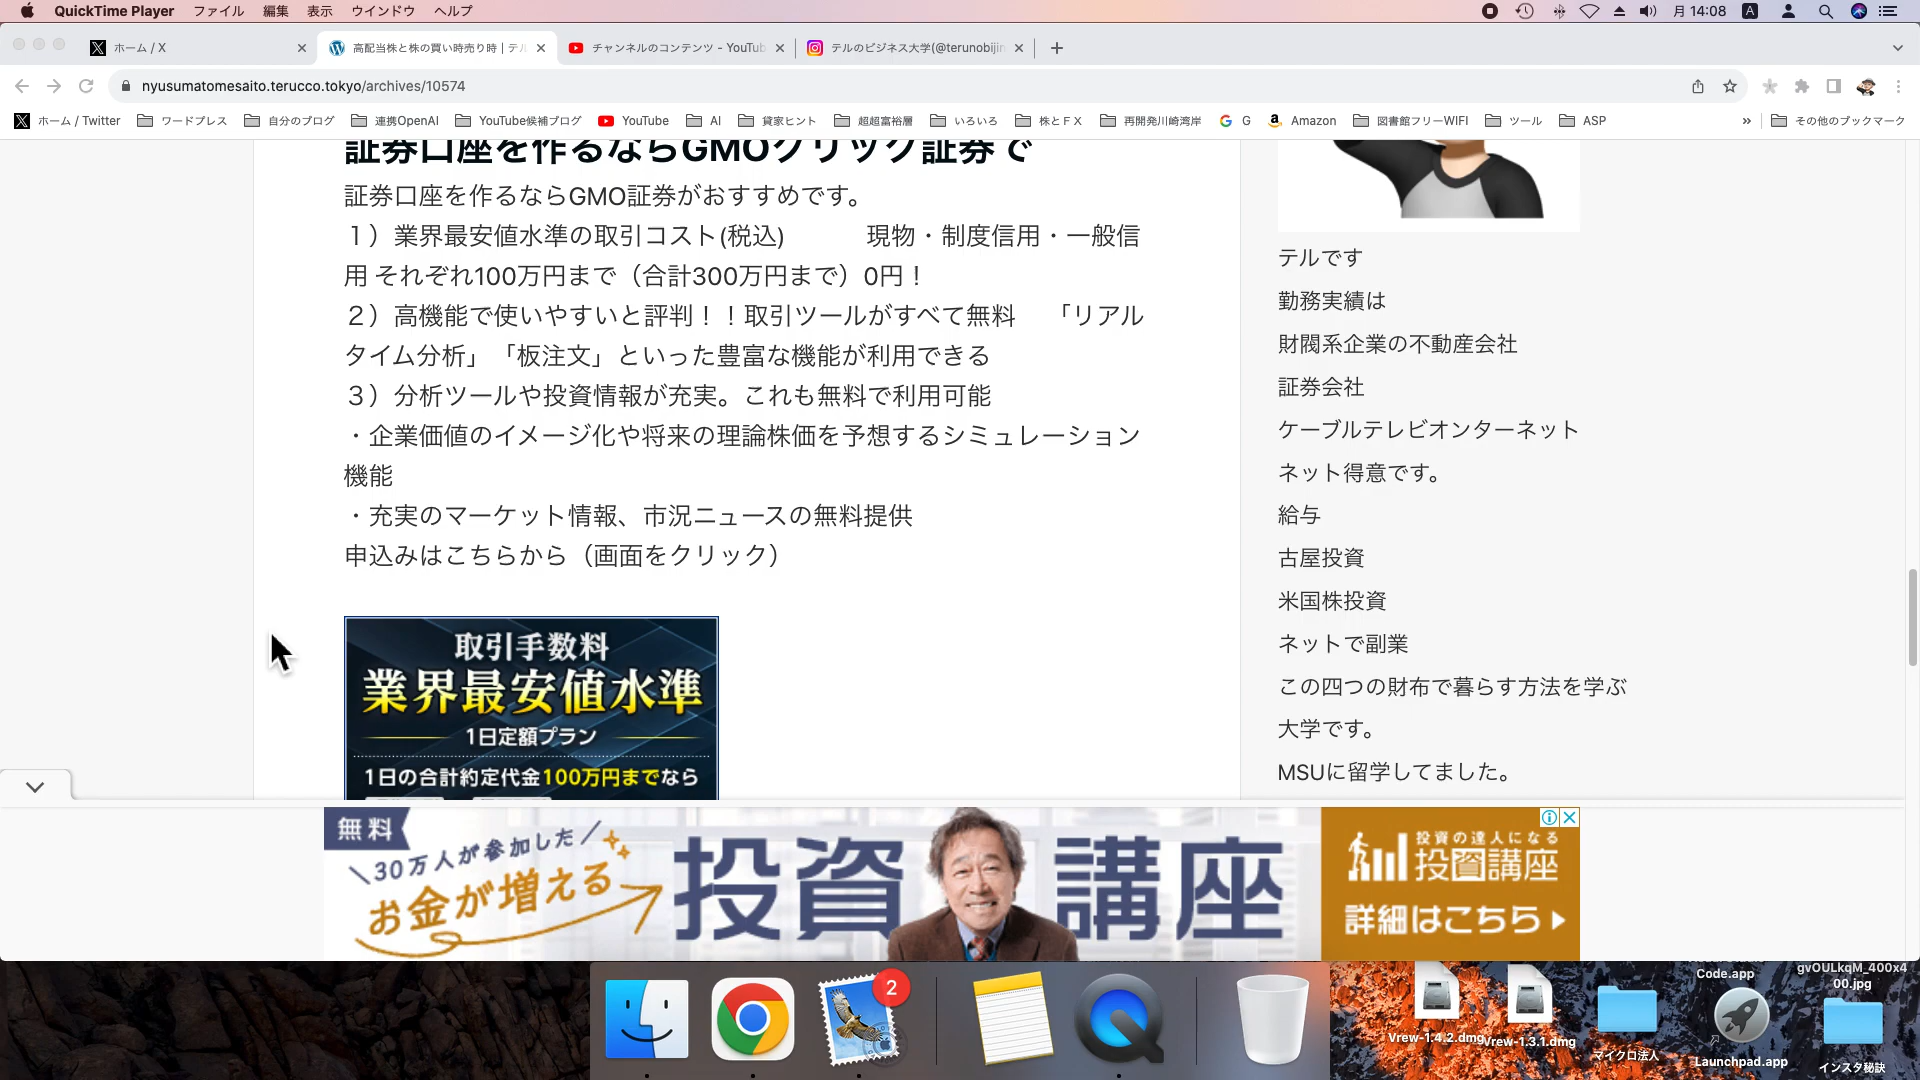 QuickTime Player ファイル 編集 表示 ウインドウ ヘルプ 月 14:08 A
ホーム / X
高配当株と株の買い時売り時 | テル
チャンネルのコンテンツ - YouTub
テルのビジネス大学(@terunobijin
nyusumatomesaito.terucco.tokyo/archives/10574
ホーム / Twitter ワードプレス 自分のブログ 連携OpenAI YouTube候補ブログ YouTube AI 貸家ヒント 超超富裕層 いろいろ 株とＦＸ 再開発川崎湾岸 G Amazon 図書館フリーWIFI ツール ASP » その他のブックマーク
証券口座を作るならGMOクリック証券で
証券口座を作るならGMO証券がおすすめです。
１）業界最安値水準の取引コスト(税込) 現物・制度信用・一般信
用 それぞれ100万円まで（合計300万円まで）0円！
２）高機能で使いやすいと評判！！取引ツールがすべて無料 「リアル
タイム分析」「板注文」といった豊富な機能が利用できる
３）分析ツールや投資情報が充実。これも無料で利用可能
・企業価値のイメージ化や将来の理論株価を予想するシミュレーション
機能
・充実のマーケット情報、市況ニュースの無料提供
申込みはこちらから（画面をクリック）
取引手数料
業界最安値水準
1日定額プラン
1日の合計約定代金100万円までなら
テルです
勤務実績は
財閥系企業の不動産会社
証券会社
ケーブルテレビオンターネット
ネット得意です。
給与
古屋投資
米国株投資
ネットで副業
この四つの財布で暮らす方法を学ぶ
大学です。
MSUに留学してました。
無料
30万人が参加した
お金が増える
投資講座
投資の達人になる
投資講座
詳細はこちら
2
Code.app
gvOULkqM_400x4
00.jpg
Vrew-1.4.2.dmg
Vrew-1.3.1.dmg
マイクロ法人
Launchpad.app
インスタ秘訣